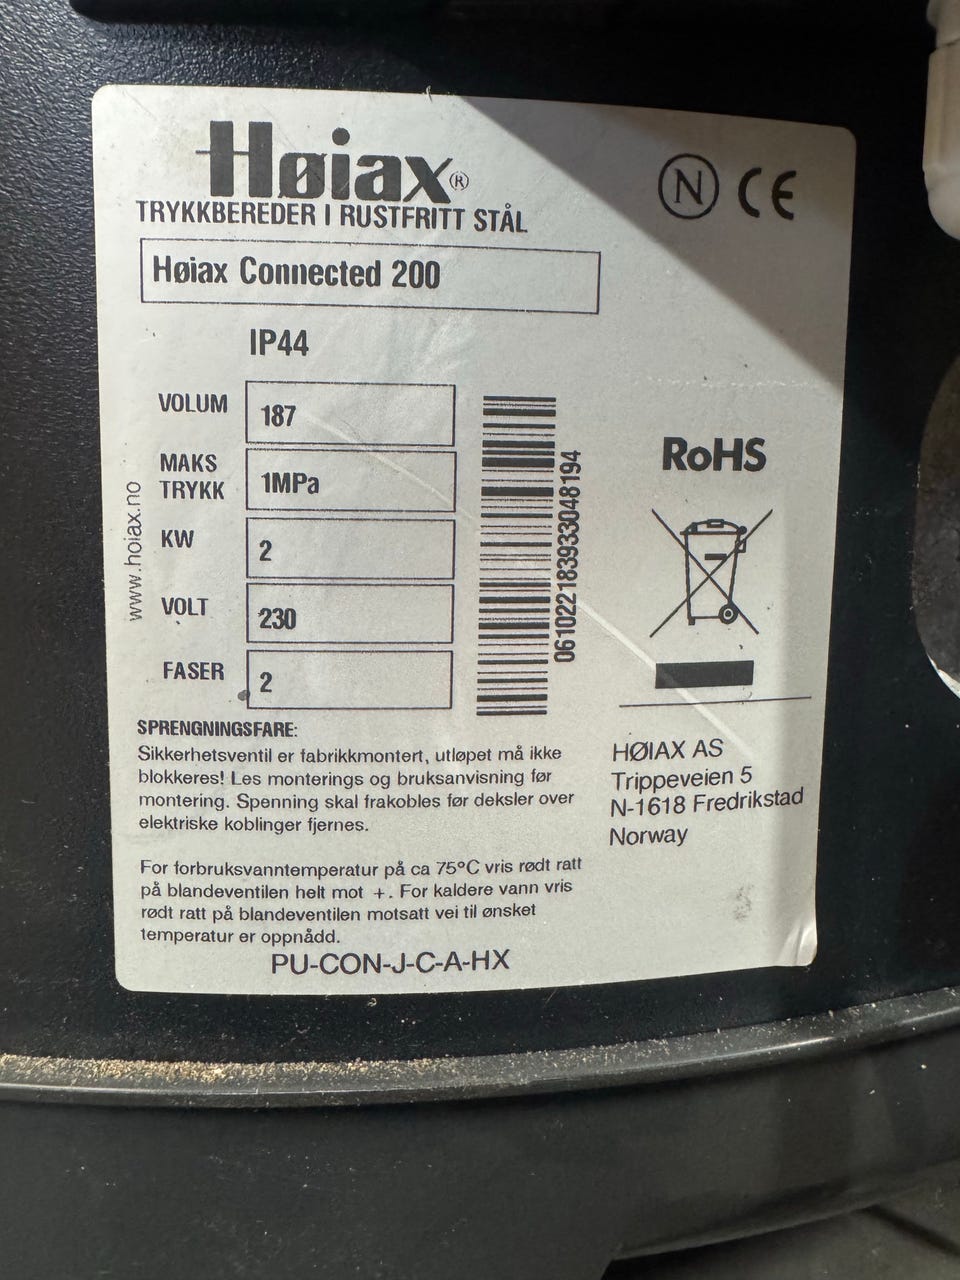 Høiax®
TRYKKBEREDER I RUSTFRITT STÅL
N CE
Høiax Connected 200
IP44
VOLUM 187
MAKS TRYKK 1MPa
KW 2
VOLT 230
FASER 2
www.hoiax.no
06102218393304819​4
RoHS
SPRENGNINGSFARE:
Sikkerhetsventil er fabrikkmontert, utløpet må ikke
blokkeres! Les monterings og bruksanvisning før
montering. Spenning skal frakobles før deksler over
elektriske koblinger fjernes.
HØIAX AS
Trippeveien 5
N-1618 Fredrikstad
Norway
For forbruksvanntemperatur på ca 75°C vris rødt ratt
på blandeventilen helt mot +. For kaldere vann vris
rødt ratt på blandeventilen motsatt vei til ønsket
temperatur er oppnådd.
PU-CON-J-C-A-HX